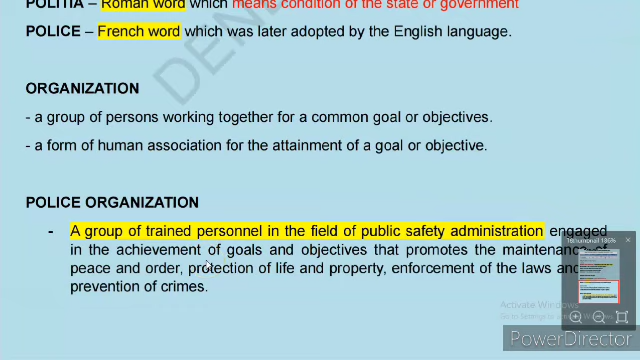 POLITIA – Roman word which means condition of the state or government
POLICE – French word which was later adopted by the English language.
ORGANIZATION
- a group of persons working together for a common goal or objectives.
- a form of human association for the attainment of a goal or objective.
POLICE ORGANIZATION
- A group of trained personnel in the field of public safety administration engaged
in the achievement of goals and objectives that promotes the maintenance of
peace and order, protection of life and property, enforcement of the laws and
prevention of crimes.
Activate Windows
PowerDirector